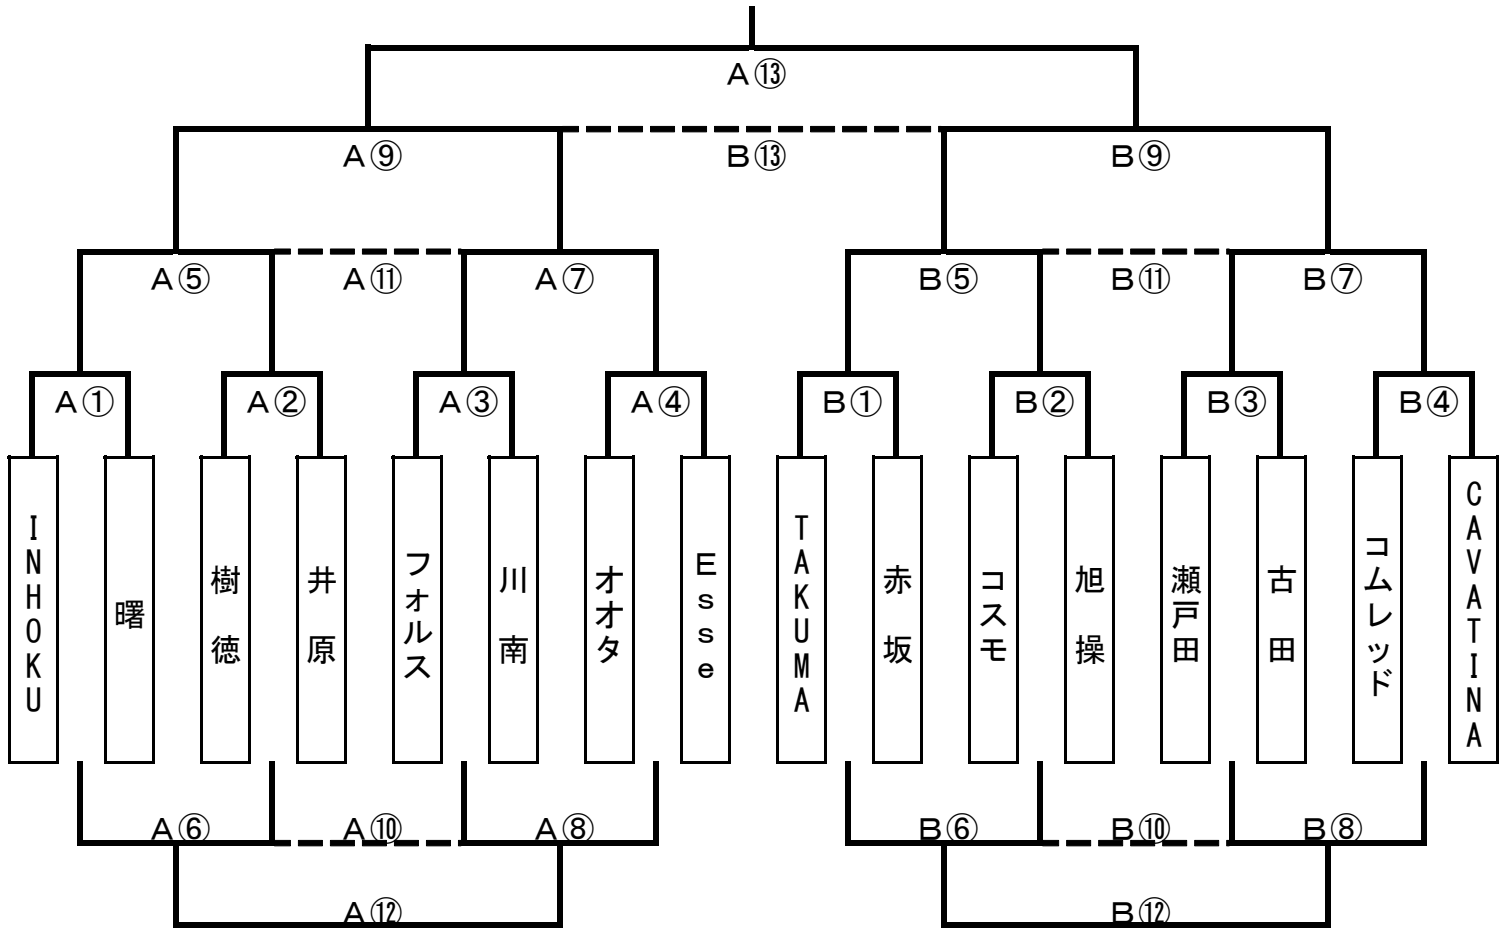 A⑬
A⑨ B⑬ B⑨
A⑤ A⑪ A⑦ B⑤ B⑪ B⑦
A① A② A③ A④ B① B② B③ B④
INHOKU
曙
樹徳
井原
フォルス
川南
オオタ
Esse
TAKUMA
赤坂
コスモ
旭操
瀬戸田
古田
コムレッド
CAVATINA
A⑥ A⑩ A⑧ B⑥ B⑩ B⑧
A⑫ B⑫